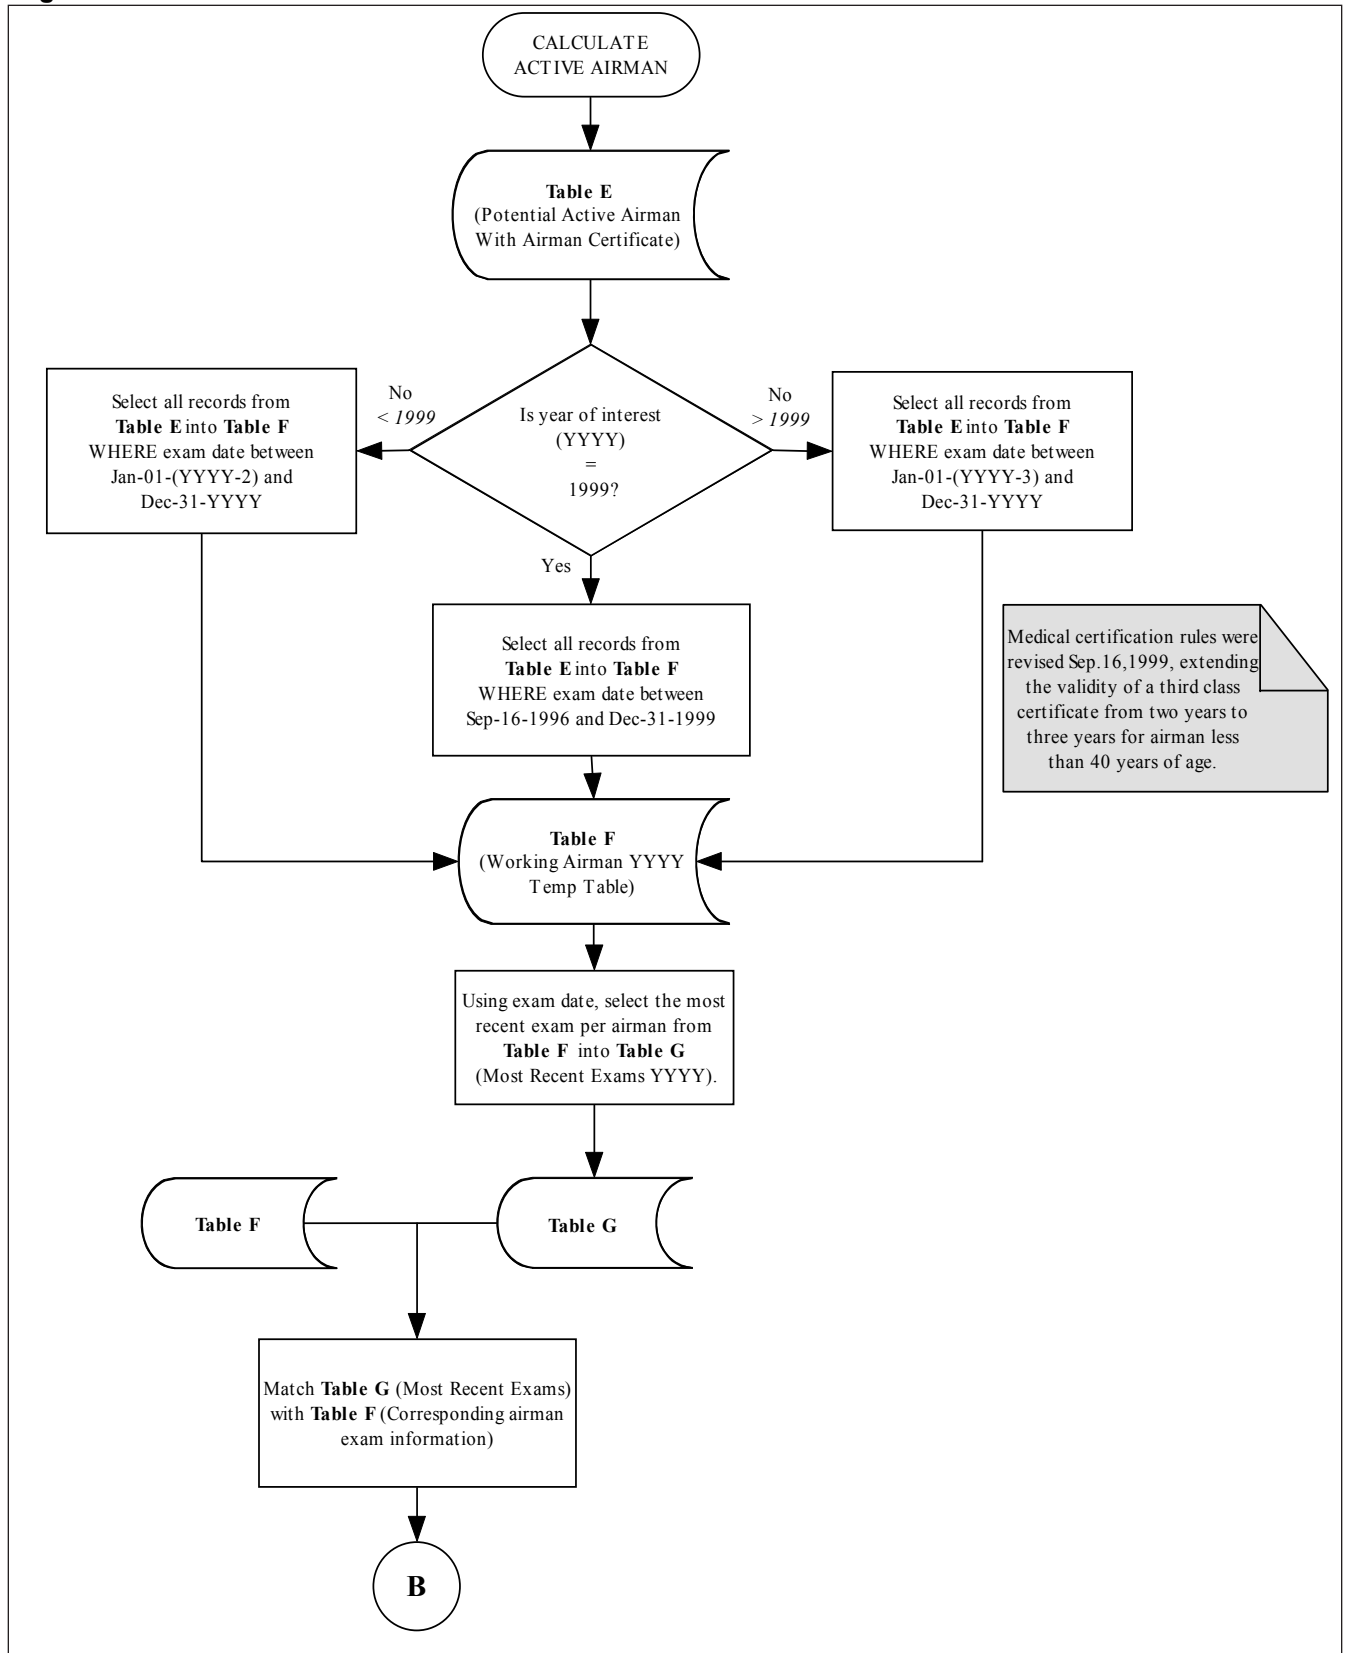 CALCULATE
ACTIVE AIRMAN
Table E
(Potential Active Airman
With Airman Certificate)
Is year of interest
(YYYY)
=
1999?
No
< 1999
Select all records from
Table E into Table F
WHERE exam date between
Jan-01-(YYYY-2) and
Dec-31-YYYY
No
> 1999
Select all records from
Table E into Table F
WHERE exam date between
Jan-01-(YYYY-3) and
Dec-31-YYYY
Yes
Select all records from
Table E into Table F
WHERE exam date between
Sep-16-1996 and Dec-31-1999
Medical certification rules were
revised Sep.16,1999, extending
the validity of a third class
certificate from two years to
three years for airman less
than 40 years of age.
Table F
(Working Airman YYYY
Temp Table)
Using exam date, select the most
recent exam per airman from
Table F into Table G
(Most Recent Exams YYYY).
Table F
Table G
Match Table G (Most Recent Exams)
with Table F (Corresponding airman
exam information)
B